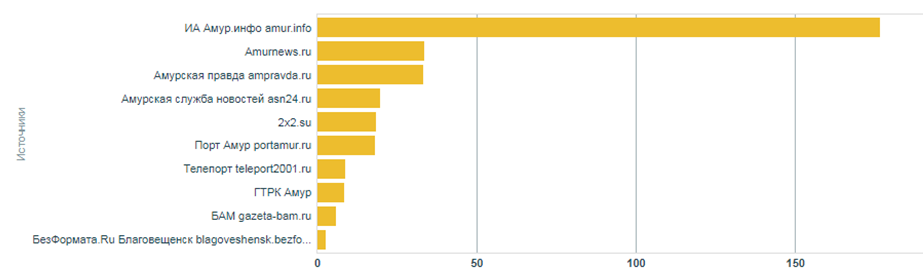 Источники
ИА Амур.инфо amur.info
Amurnews.ru
Амурская правда ampravda.ru
Амурская служба новостей asn24.ru
2x2.su
Порт Амур portamur.ru
Телепорт teleport2001.ru
ГТРК Амур
БАМ gazeta-bam.ru
БезФормата.Ru Благовещенск blagoveshensk.bezfo...
0 50 100 150